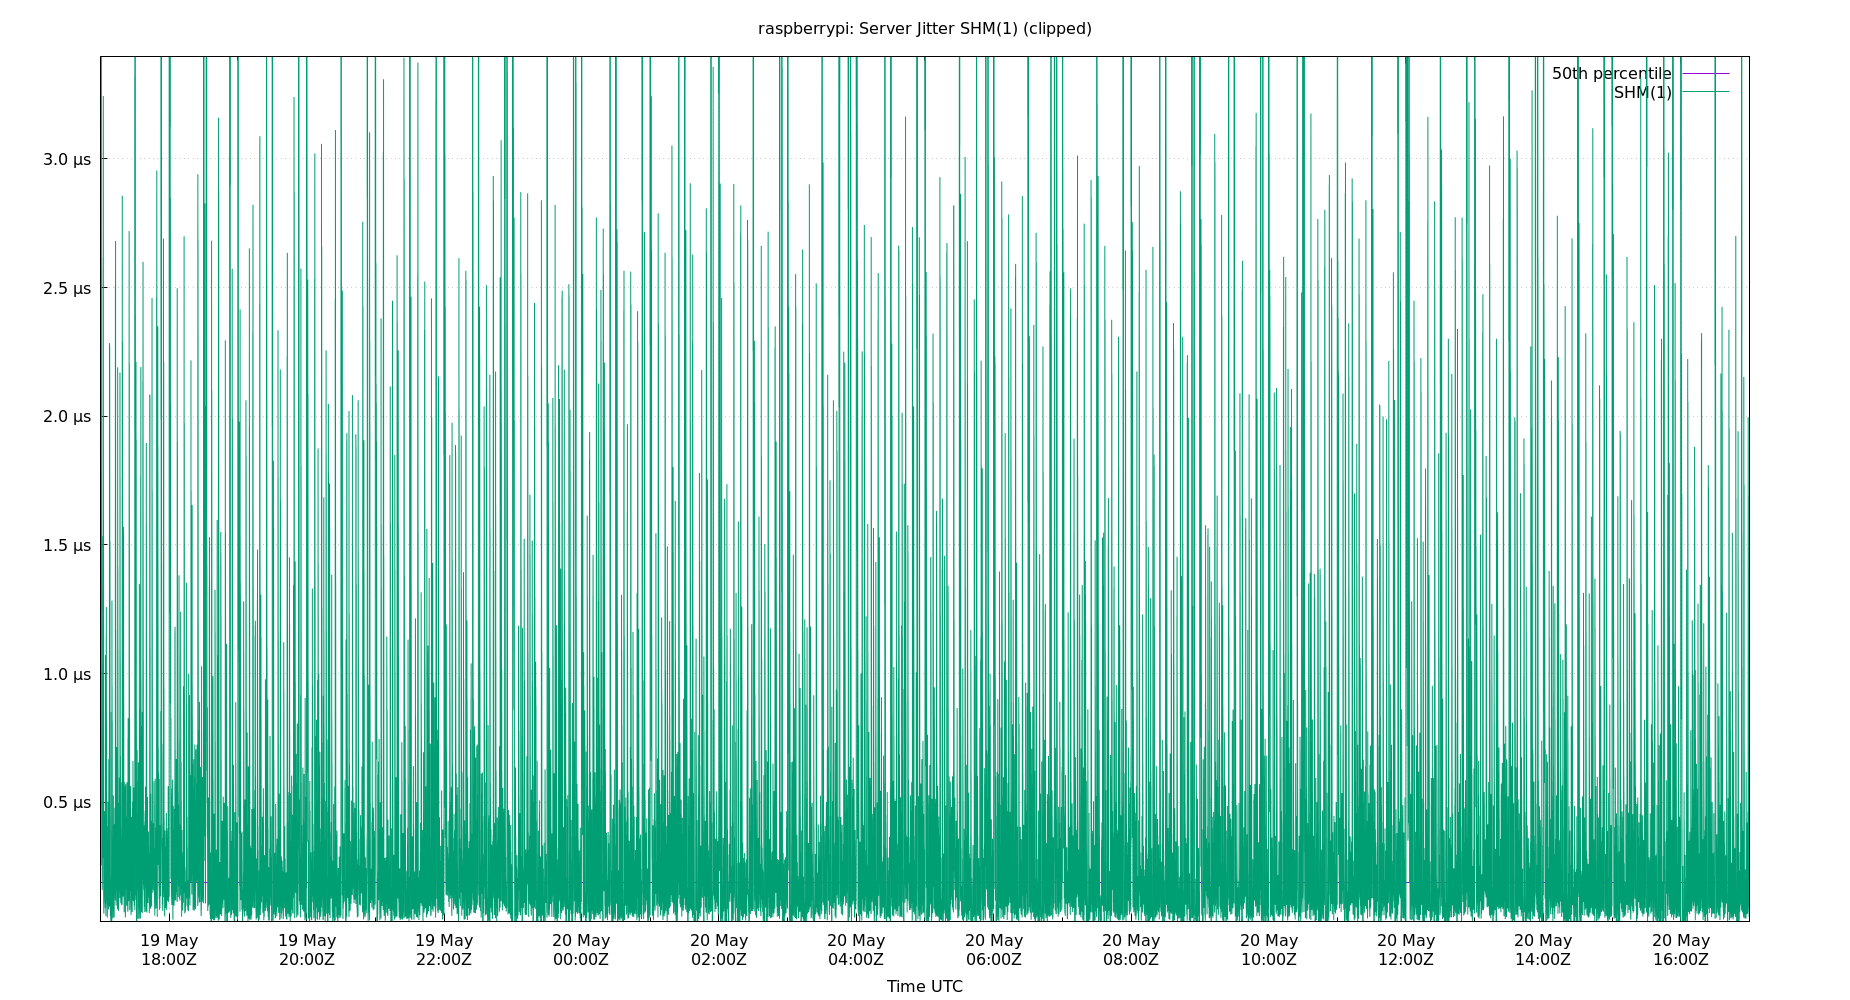 raspberrypi: Server Jitter SHM(1) (clipped)
50th percentile
SHM(1)
3.0 µs
2.5 µs
2.0 µs
1.5 µs
1.0 µs
0.5 µs
19 May 19 May 19 May 20 May 20 May 20 May 20 May 20 May 20 May 20 May 20 May 20 May
18:00Z 20:00Z 22:00Z 00:00Z 02:00Z 04:00Z 06:00Z 08:00Z 10:00Z 12:00Z 14:00Z 16:00Z
Time UTC